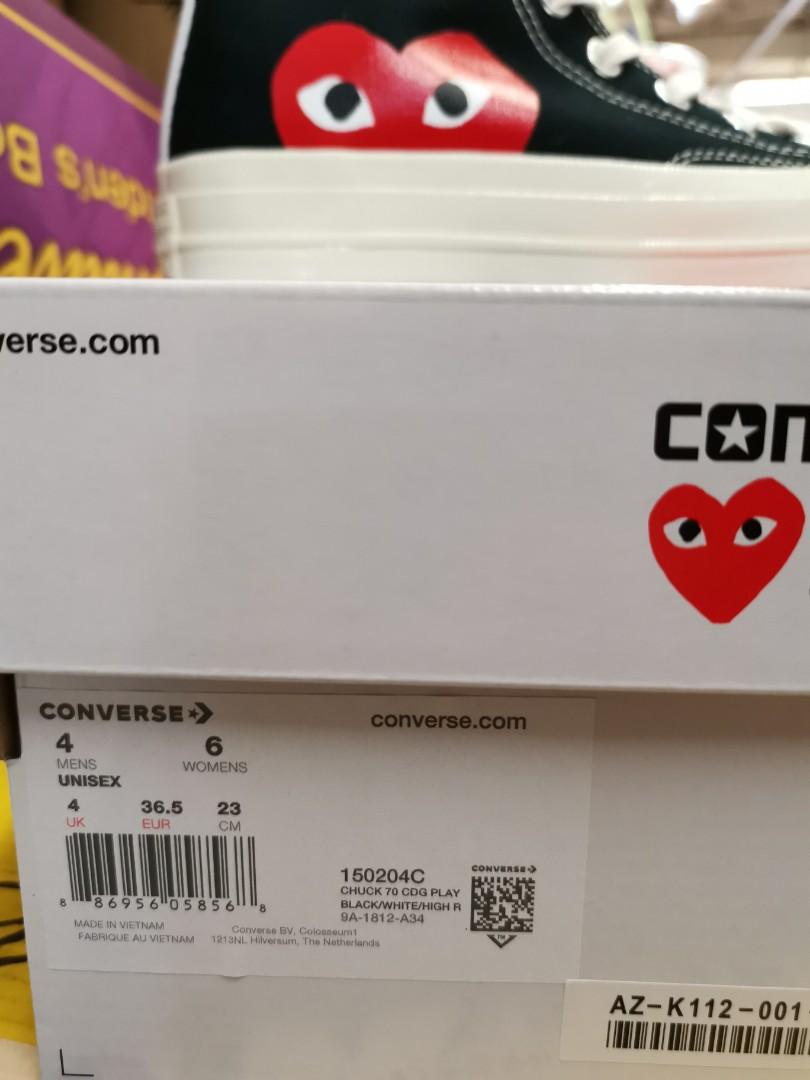 verse.com
CON
CONVERSE
converse.com
4 6
MENS WOMENS
UNISEX
4 36.5 23
UK EUR CM
8 86956 05856 8
150204C
CHUCK 70 CDG PLAY
BLACK/WHITE/HIGH R
9A-1812-A34
CONVERSE
TM
MADE IN VIETNAM
FABRIQUE AU VIETNAM
Converse BV, Colosseum1
1213NL Hilversum, The Netherlands
AZ-K112-001